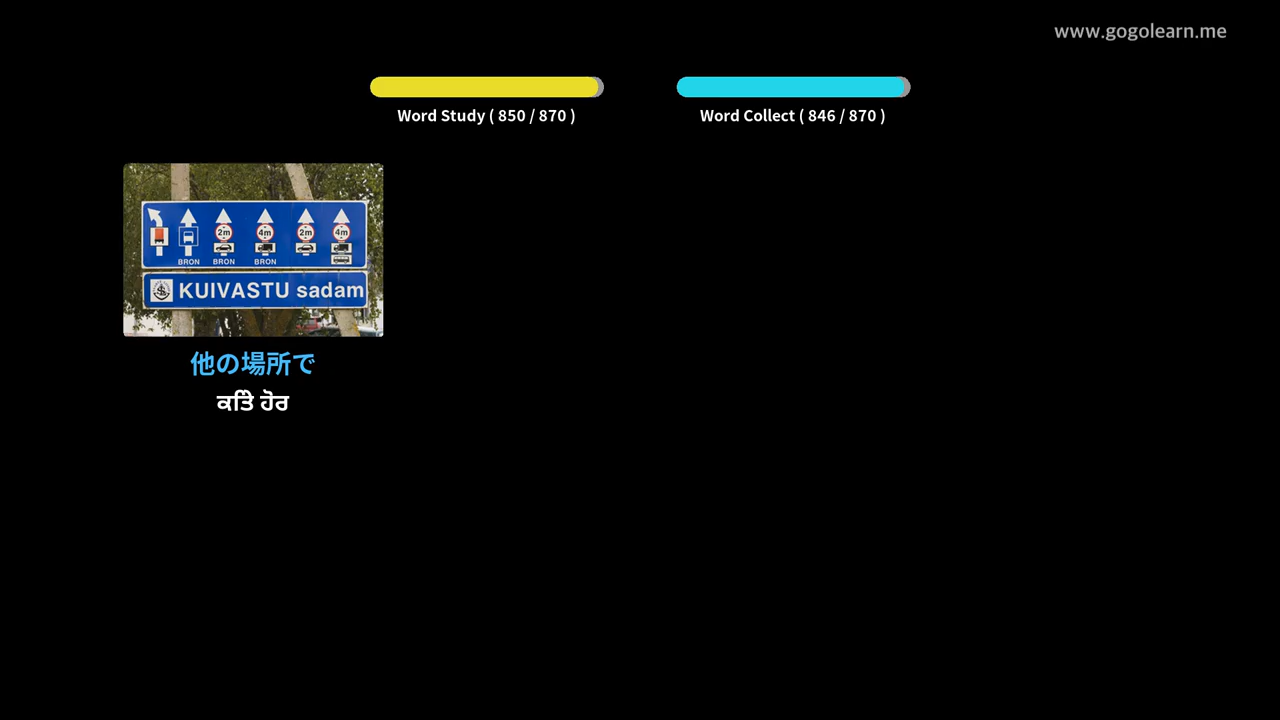 www.gogolearn.me
Word Study ( 850 / 870 )
Word Collect ( 846 / 870 )
2m 4m 2m 4m
BRON BRON BRON
KUIVASTU sadam
他の場所で
ਕਤਿੇ ਹੋਰ